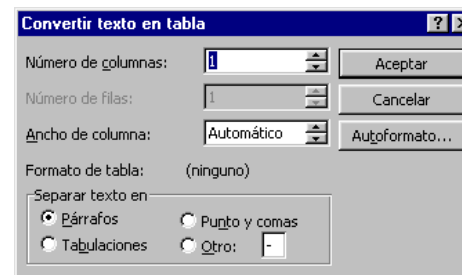 Convertir texto en tabla
Número de columnas: 1 Aceptar
Número de filas: 1 Cancelar
Ancho de columna: Automático Autoformato...
Formato de tabla: (ninguno)
Separar texto en
Párrafos Punto y comas
Tabulaciones Otro: -